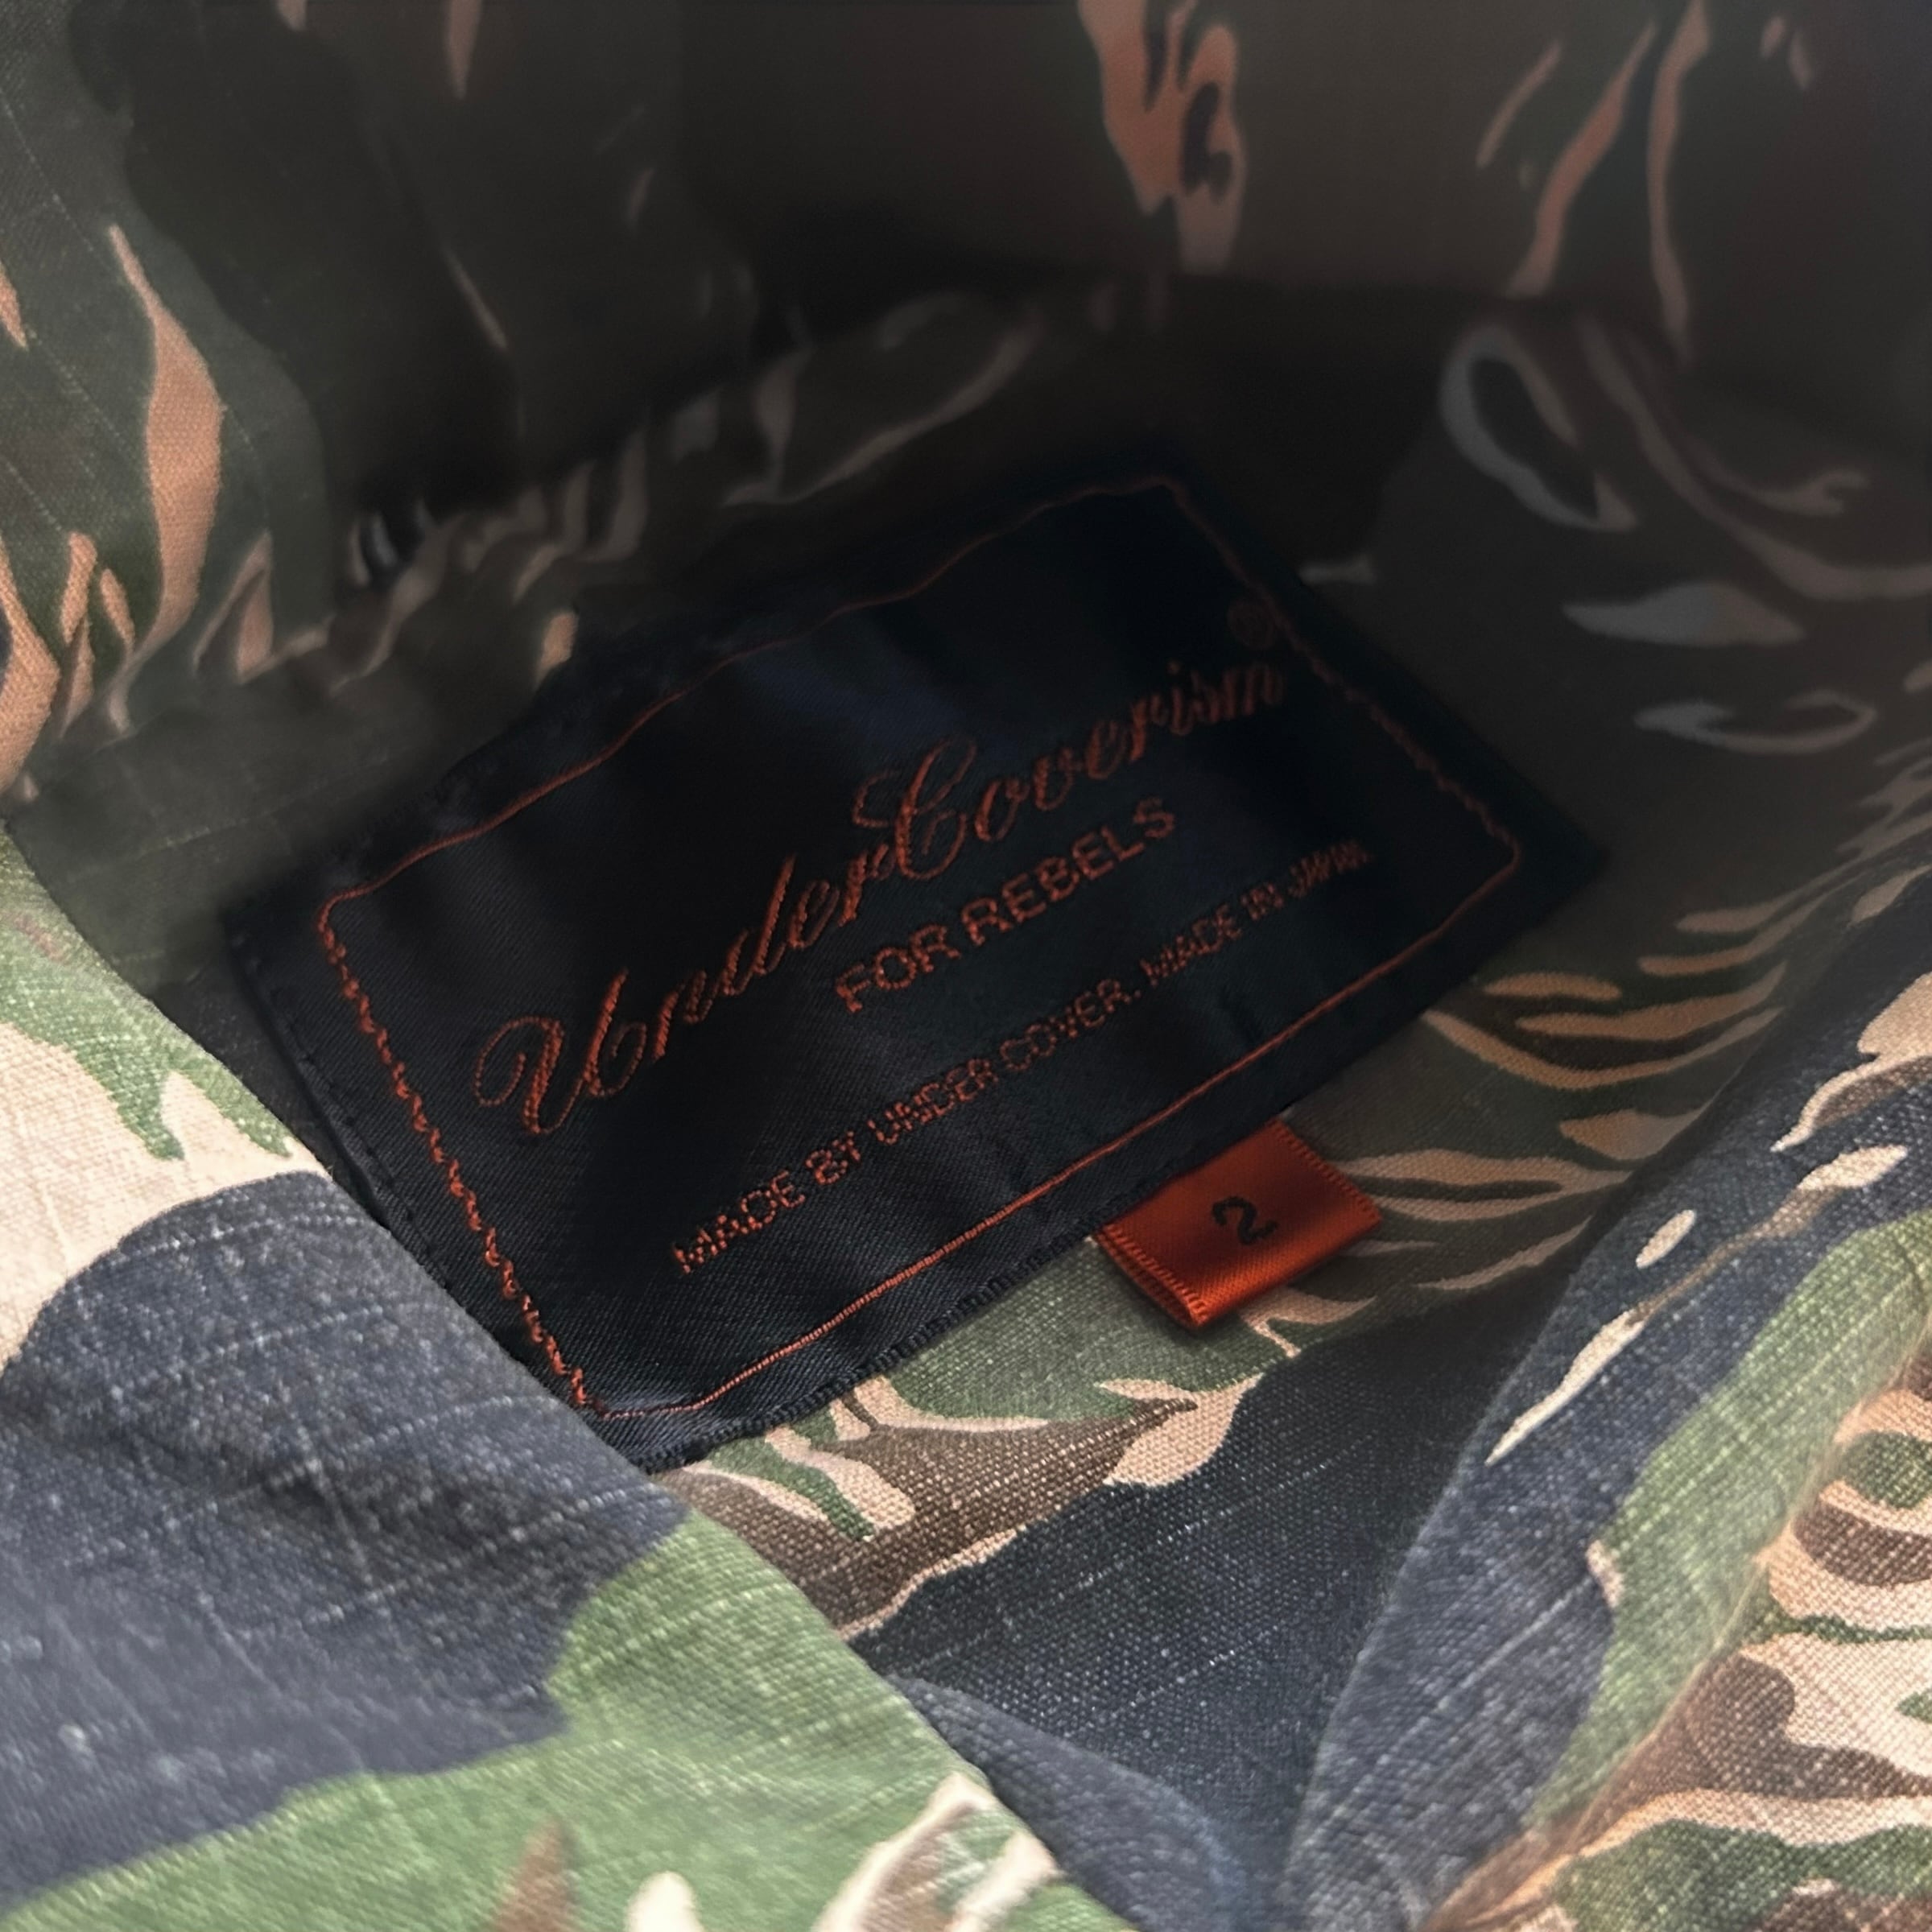 UnderCoverism®
FOR REBELS
MADE BY UNDER COVER. MADE IN JAPAN.
2